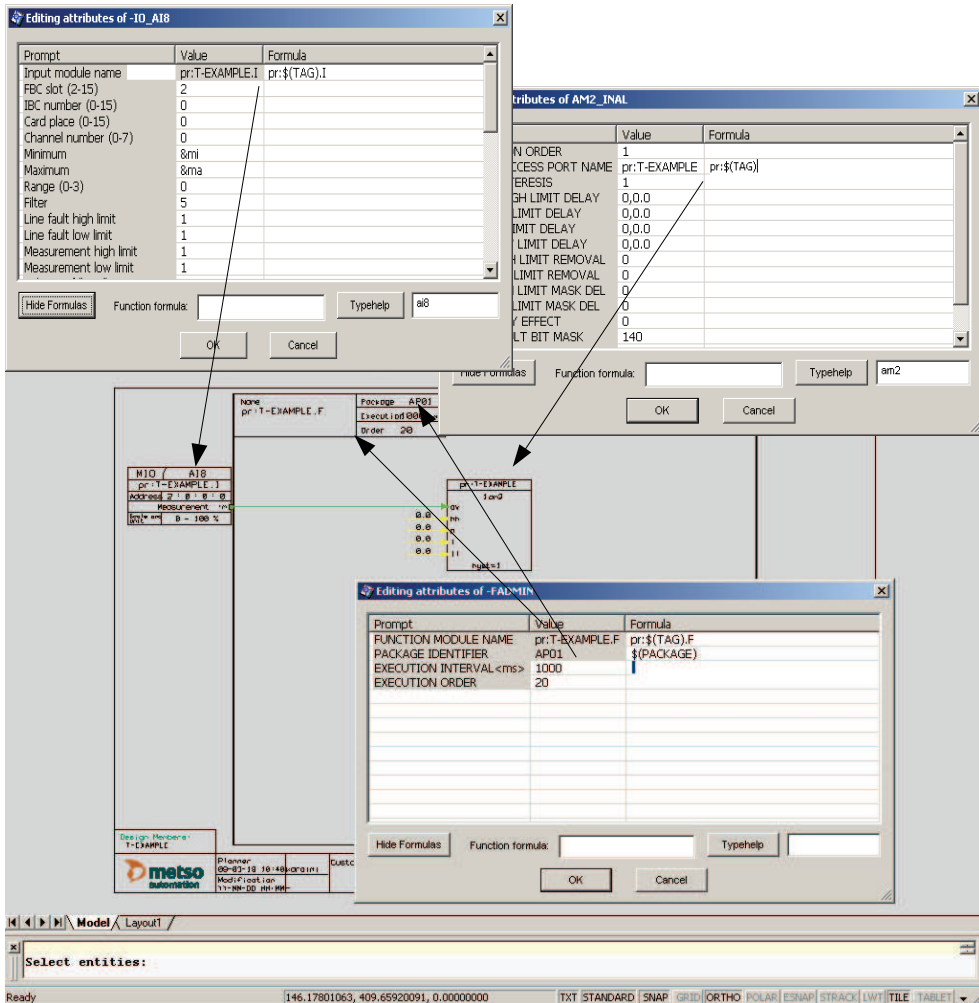 Editing attributes of -IO_AI8
Prompt Value Formula
Input module name pr:T-EXAMPLE.I pr:$(TAG).I
FBC slot (2-15) 2
IBC number (0-15) 0
Card place (0-15) 0
Channel number (0-7) 0
Minimum &mi
Maximum &ma
Range (0-3) 0
Filter 5
Line fault high limit 1
Line fault low limit 1
Measurement high limit 1
Measurement low limit 1
Hide Formulas Function formula: Typehelp ai8
OK Cancel
tributes of AM2_INAL
Value Formula
N ORDER 1
CCESS PORT NAME pr:T-EXAMPLE pr:$(TAG)
TERESIS 1
GH LIMIT DELAY 0,0.0
LIMIT DELAY 0,0.0
IMIT DELAY 0,0.0
LIMIT DELAY 0,0.0
H LIMIT REMOVAL 0
LIMIT REMOVAL 0
LIMIT MASK DEL 0
LIMIT MASK DEL 0
Y EFFECT 0
LT BIT MASK 140
Hide Formulas Function formula: Typehelp am2
OK Cancel
Name
pr:T-EXAMPLE.F
Package AP01
Order 20
MIO / AI8
pr:T-EXAMPLE.I
Address 2:0:0:0
Measurement
0 - 100 %
pr:T-EXAMPLE
av
0.0 hh
0.0
0.0 l
0.0 ll
hyst=1
Editing attributes of -FADMIN
Prompt Value Formula
FUNCTION MODULE NAME pr:T-EXAMPLE.F pr:$(TAG).F
PACKAGE IDENTIFIER AP01 $(PACKAGE)
EXECUTION INTERVAL<ms> 1000
EXECUTION ORDER 20
Hide Formulas Function formula: Typehelp
OK Cancel
Design Members:
T-EXAMPLE
metso
automation
Planner
Modification
Custo
Model Layout1
Select entities:
Ready 146.17801063, 409.65920091, 0.00000000 TXT STANDARD SNAP GRID ORTHO POLAR ESNAP STRACK LWT TILE TABLET